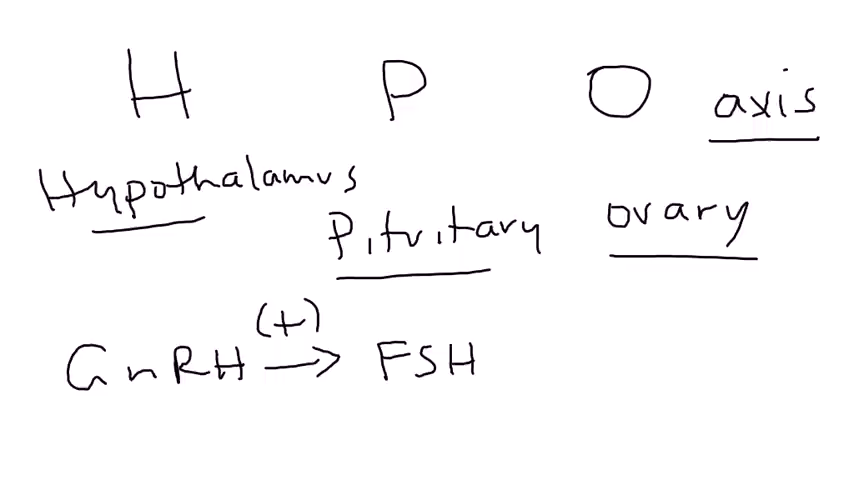 H P O axis
Hypothalamus
Pituitary ovary
(+)
GnRH → FSH